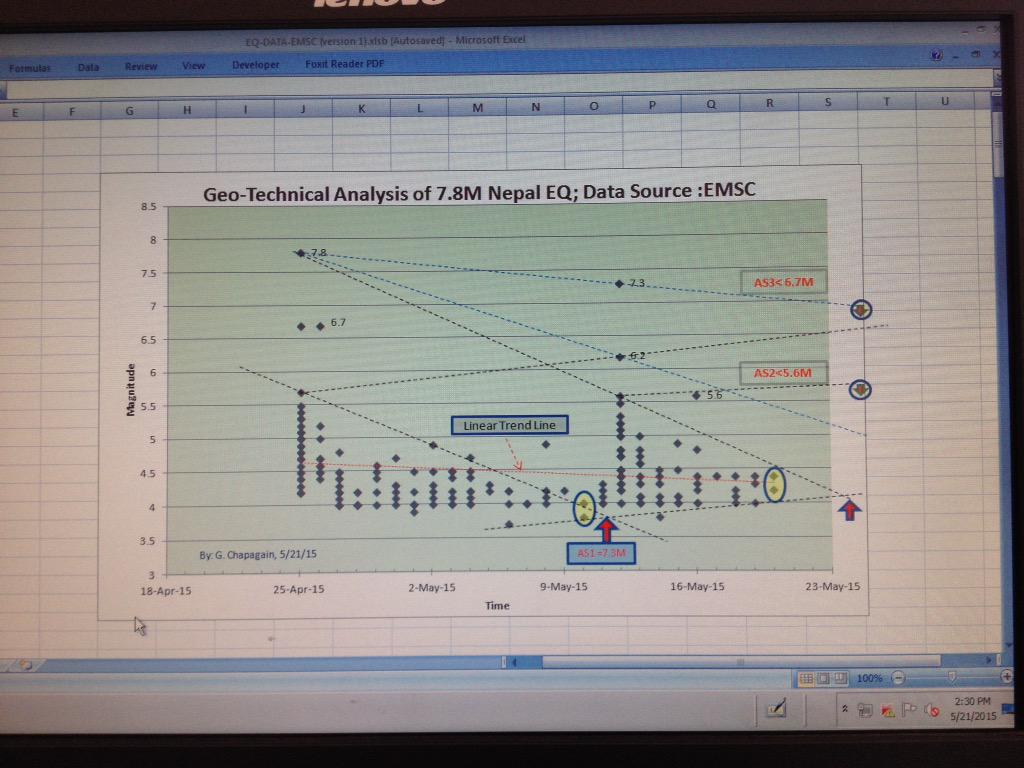 lenovo
EQ-DATA-EMSC (version 1).xlsb [Autosaved] - Microsoft Excel
Formulas Data Review View Developer Foxit Reader PDF
E F G H I J K L M N O P Q R S T U
Geo-Technical Analysis of 7.8M Nepal EQ; Data Source :EMSC
8.5
8
7.5
7
6.5
6
5.5
5
4.5
4
3.5
3
Magnitude
7.8
7.3
AS3< 6.7M
6.7
6.2
AS2<5.6M
5.6
Linear Trend Line
By: G. Chapagain, 5/21/15
AS1 =7.3M
18-Apr-15 25-Apr-15 2-May-15 9-May-15 16-May-15 23-May-15
Time
100%
2:30 PM
5/21/2015